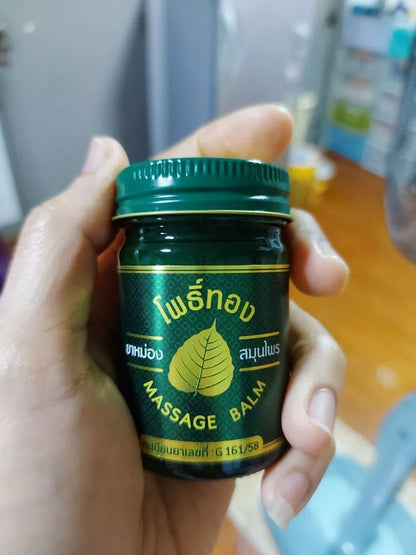 โพธิ์ทอง
ยาหม่อง สมุนไพร
MASSAGE BALM
ทะเบียนยาเลขที่ : G 161/58